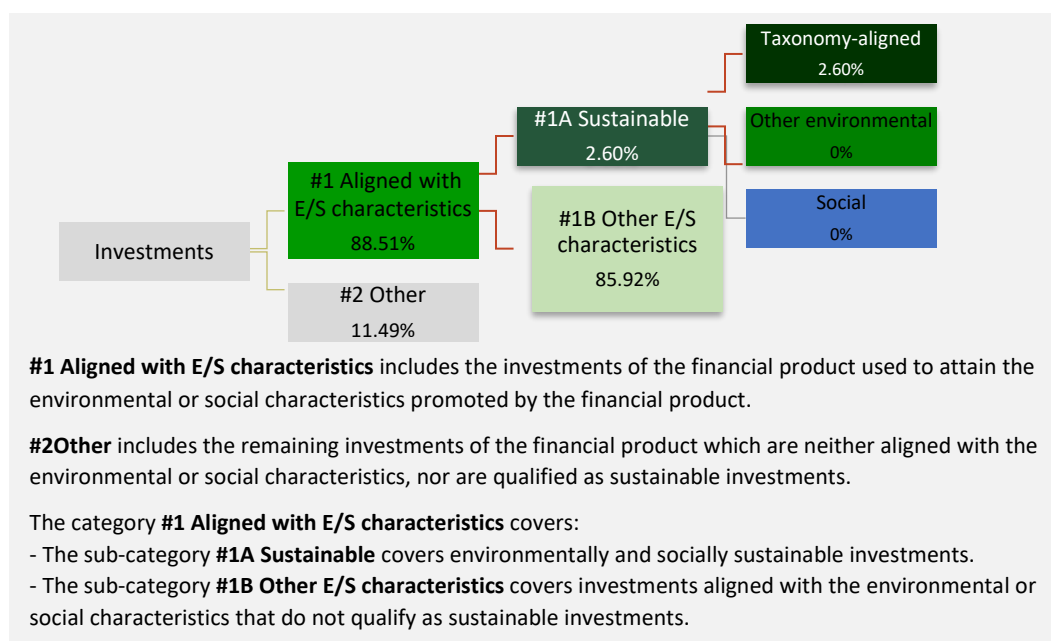 Taxonomy-aligned
2.60%
#1A Sustainable
2.60%
Other environmental
0%
#1 Aligned with
E/S characteristics
88.51%
#1B Other E/S
characteristics
85.92%
Social
0%
Investments
#2 Other
11.49%
#1 Aligned with E/S characteristics includes the investments of the financial product used to attain the
environmental or social characteristics promoted by the financial product.
#2Other includes the remaining investments of the financial product which are neither aligned with the
environmental or social characteristics, nor are qualified as sustainable investments.
The category #1 Aligned with E/S characteristics covers:
- The sub-category #1A Sustainable covers environmentally and socially sustainable investments.
- The sub-category #1B Other E/S characteristics covers investments aligned with the environmental or
social characteristics that do not qualify as sustainable investments.